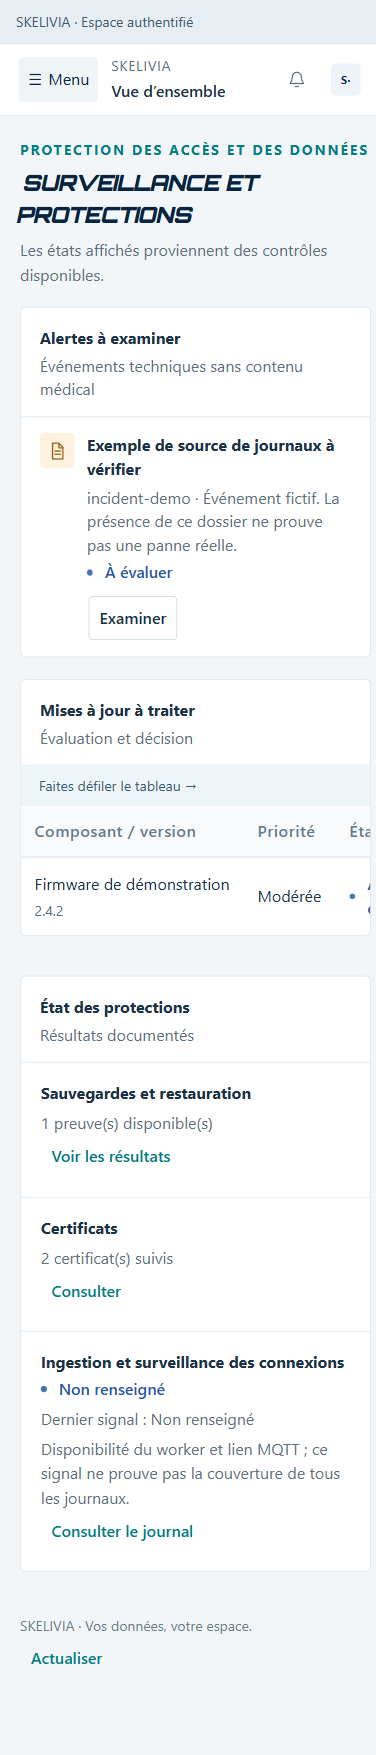 SKELIVIA · Espace authentifié
☰ Menu
SKELIVIA
Vue d’ensemble
S·
PROTECTION DES ACCÈS ET DES DONNÉES
SURVEILLANCE ET
PROTECTIONS
Les états affichés proviennent des contrôles
disponibles.
Alertes à examiner
Événements techniques sans contenu
médical
Exemple de source de journaux à
vérifier
incident-demo · Événement fictif. La
présence de ce dossier ne prouve
pas une panne réelle.
• À évaluer
Examiner
Mises à jour à traiter
Évaluation et décision
Faites défiler le tableau →
Composant / version Priorité
Firmware de démonstration
2.4.2
Modérée
État des protections
Résultats documentés
Sauvegardes et restauration
1 preuve(s) disponible(s)
Voir les résultats
Certificats
2 certificat(s) suivis
Consulter
Ingestion et surveillance des connexions
• Non renseigné
Dernier signal : Non renseigné
Disponibilité du worker et lien MQTT ; ce
signal ne prouve pas la couverture de tous
les journaux.
Consulter le journal
SKELIVIA · Vos données, votre espace.
Actualiser